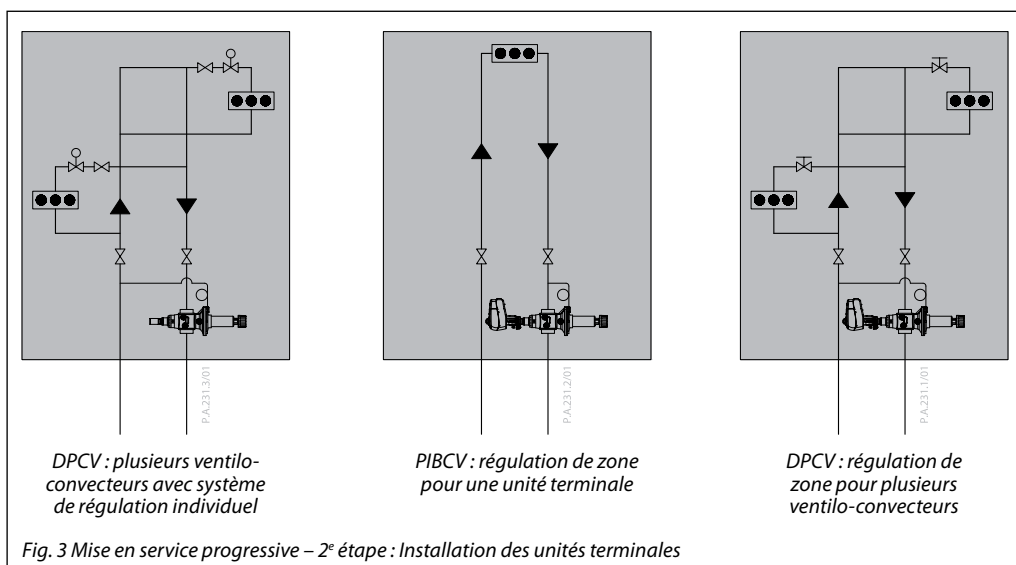 P.A.231.3/01
P.A.231.2/01
P.A.231.1/01
DPCV : plusieurs ventilo-
convecteurs avec système
de régulation individuel
PIBCV : régulation de zone
pour une unité terminale
DPCV : régulation de
zone pour plusieurs
ventilo-convecteurs
Fig. 3 Mise en service progressive – 2e étape : Installation des unités terminales